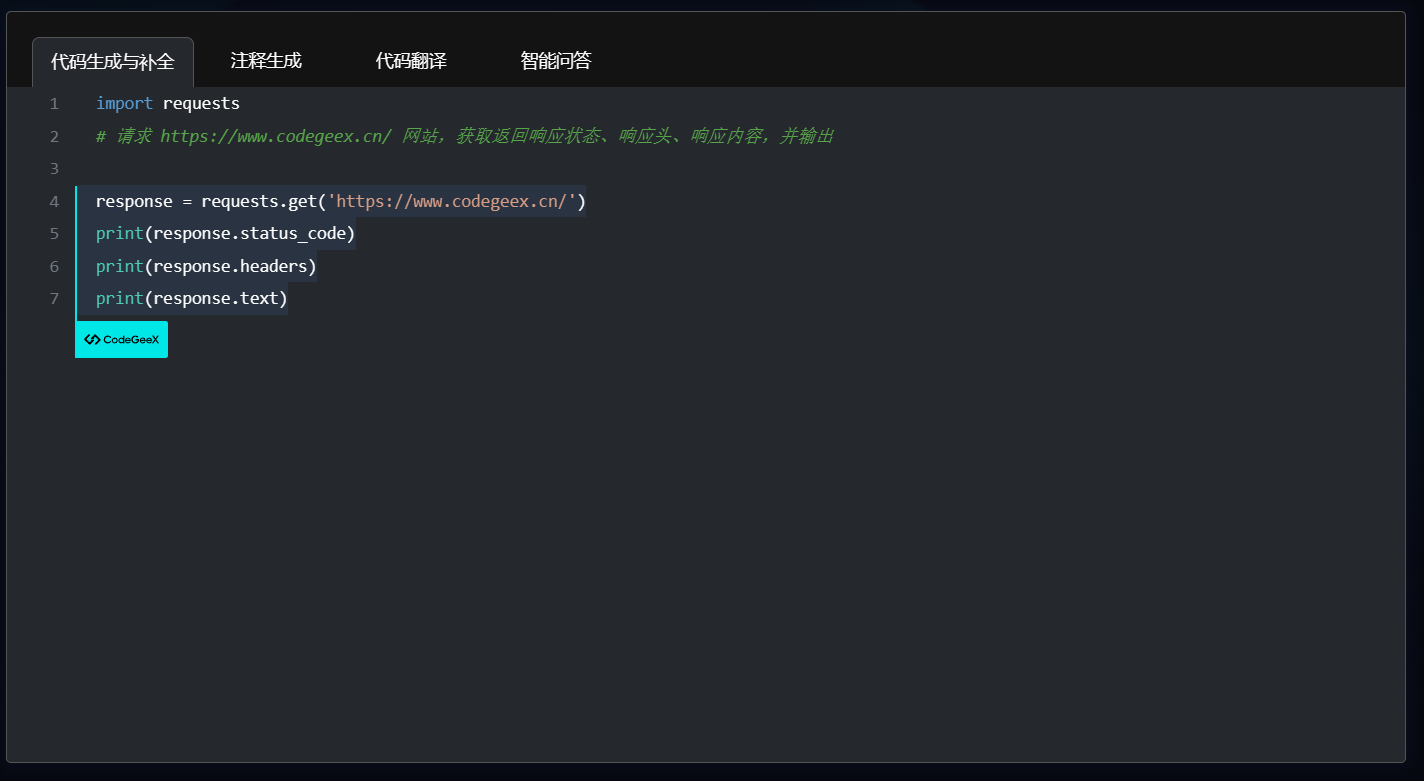 代码生成与补全 注释生成 代码翻译 智能问答
1 import requests
2 # 请求 https://www.codegeex.cn/ 网站，获取返回响应状态、响应头、响应内容，并输出
3
4 response = requests.get('https://www.codegeex.cn/')
5 print(response.status_code)
6 print(response.headers)
7 print(response.text)
CodeGeeX